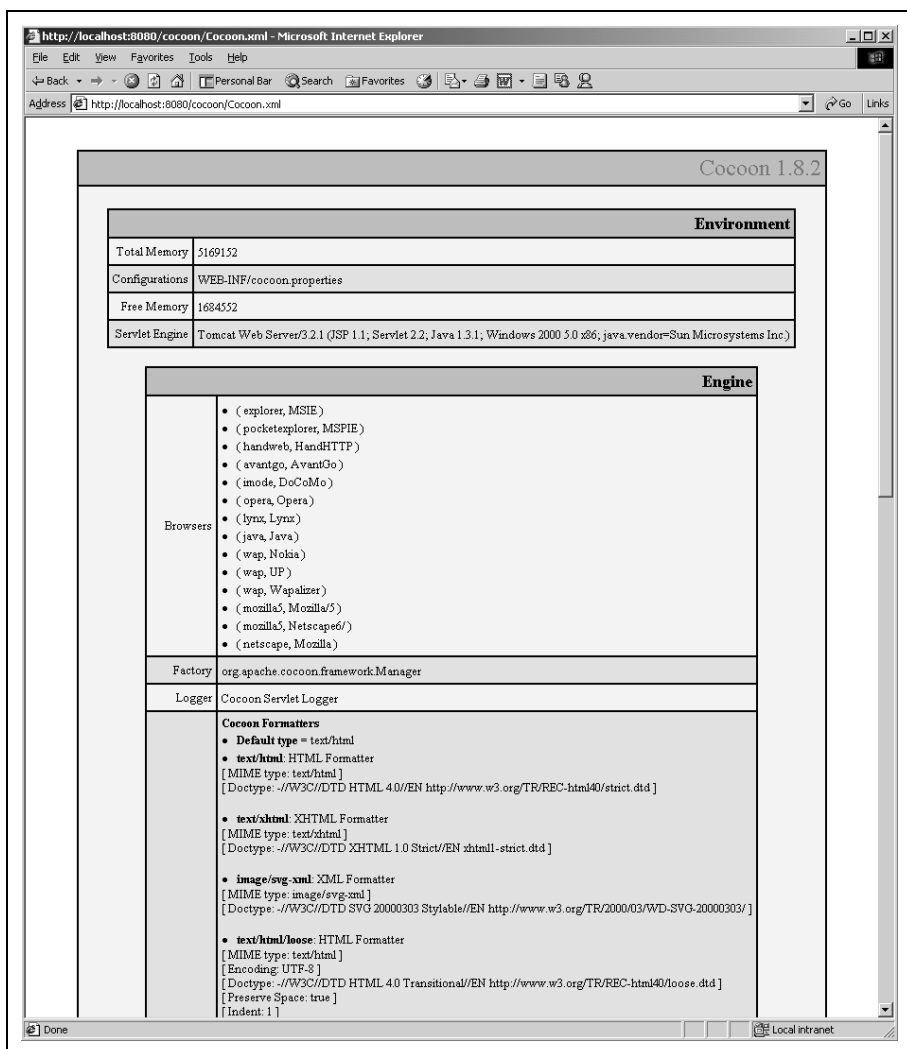 http://localhost:8080/cocoon/Cocoon.xml - Microsoft Internet Explorer
File Edit View Favorites Tools Help
Back Personal Bar Search Favorites
Address http://localhost:8080/cocoon/Cocoon.xml Go Links
Cocoon 1.8.2
Environment
Total Memory 5169152
Configurations WEB-INF/cocoon.properties
Free Memory 1684552
Servlet Engine Tomcat Web Server/3.2.1 (JSP 1.1; Servlet 2.2; Java 1.3.1; Windows 2000 5.0 x86; java.vendor=Sun Microsystems Inc.)
Engine
Browsers
• ( explorer, MSIE )
• ( pocketexplorer, MSPIE )
• ( handweb, HandHTTP )
• ( avantgo, AvantGo )
• ( imode, DoCoMo )
• ( opera, Opera )
• ( lynx, Lynx )
• ( java, Java )
• ( wap, Nokia )
• ( wap, UP )
• ( wap, Wapalizer )
• ( mozilla5, Mozilla/5 )
• ( mozilla5, Netscape6/ )
• ( netscape, Mozilla )
Factory org.apache.cocoon.framework.Manager
Logger Cocoon Servlet Logger
Cocoon Formatters
• Default type = text/html
• text/html: HTML Formatter
[ MIME type: text/html ]
[ Doctype: -//W3C//DTD HTML 4.0//EN http://www.w3.org/TR/REC-html40/strict.dtd ]
• text/xhtml: XHTML Formatter
[ MIME type: text/xhtml ]
[ Doctype: -//W3C//DTD XHTML 1.0 Strict//EN xhtml1-strict.dtd ]
• image/svg-xml: XML Formatter
[ MIME type: image/svg-xml ]
[ Doctype: -//W3C//DTD SVG 20000303 Stylable//EN http://www.w3.org/TR/2000/03/WD-SVG-20000303/ ]
• text/html/loose: HTML Formatter
[ MIME type: text/html ]
[ Encoding: UTF-8 ]
[ Doctype: -//W3C//DTD HTML 4.0 Transitional//EN http://www.w3.org/TR/REC-html40/loose.dtd ]
[ Preserve Space: true ]
[ Indent: 1 ]
Done Local intranet